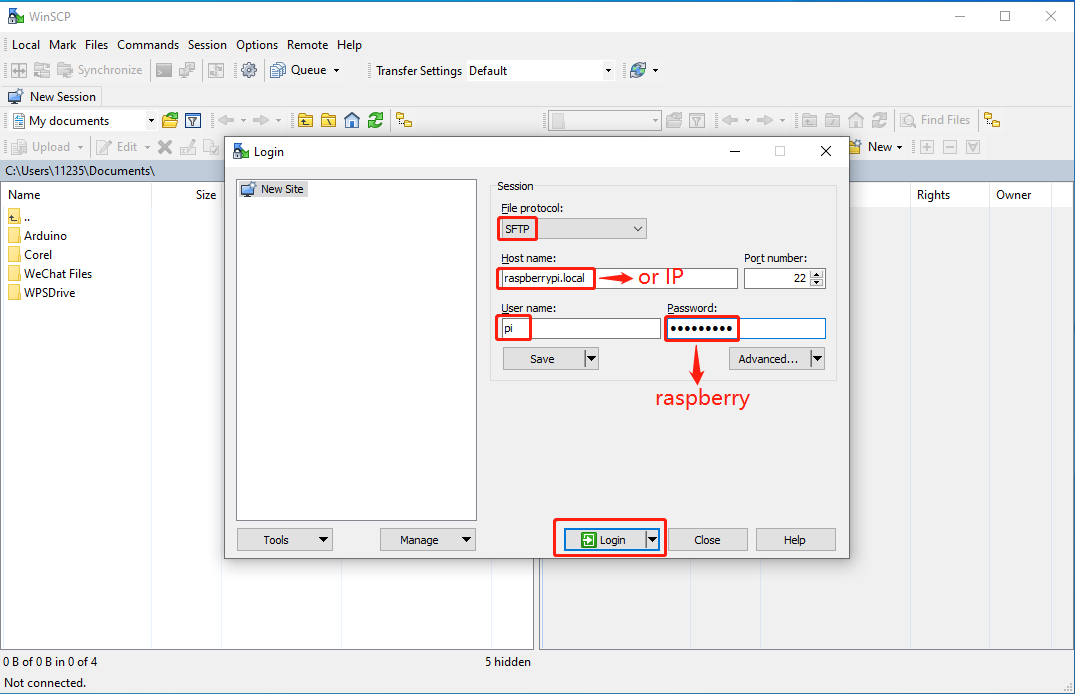 WinSCP
Local Mark Files Commands Session Options Remote Help
Synchronize Queue Transfer Settings Default
New Session
My documents Find Files
Upload Edit New
C:\Users\11235\Documents\
Login
Name Size Rights Owner
..
Arduino
Corel
WeChat Files
WPSDrive
New Site
Session
File protocol:
SFTP
Host name: Port number:
raspberrypi.local or IP 22
User name: Password:
pi •••••••••
Save Advanced...
raspberry
Tools Manage Login Close Help
0 B of 0 B in 0 of 4 5 hidden
Not connected.